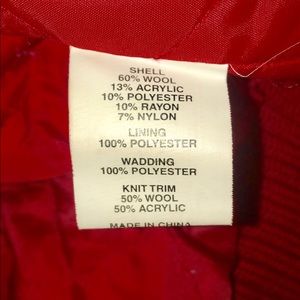 SHELL
60% WOOL
13% ACRYLIC
10% POLYESTER
10% RAYON
7% NYLON
LINING
100% POLYESTER
WADDING
100% POLYESTER
KNIT TRIM
50% WOOL
50% ACRYLIC
MADE IN CHINA